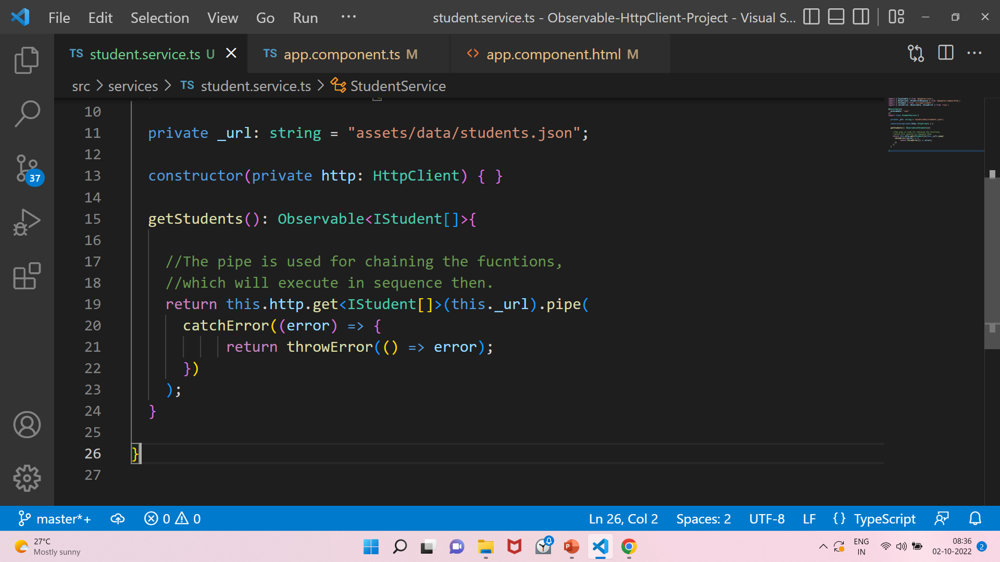 File Edit Selection View Go Run ··· student.service.ts - Observable-HttpClient-Project - Visual S...
TS student.service.ts U TS app.component.ts M <> app.component.html M
src > services > TS student.service.ts > StudentService
10
11 private _url: string = "assets/data/students.json";
12
13 constructor(private http: HttpClient) { }
14
15 getStudents(): Observable<IStudent[]>{
16
17 //The pipe is used for chaining the fucntions,
18 //which will execute in sequence then.
19 return this.http.get<IStudent[]>(this._url).pipe(
20 catchError((error) => {
21 return throwError(() => error);
22 })
23 );
24 }
25
26 }
27
37
master*+ 0 0 Ln 26, Col 2 Spaces: 2 UTF-8 LF {} TypeScript
27°C
Mostly sunny
P
ENG
IN
08:36
02-10-2022
2